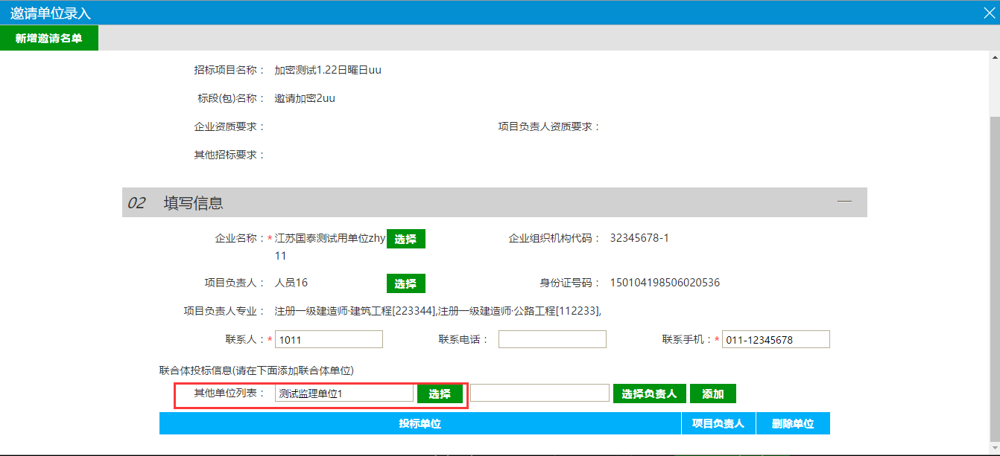 邀请单位录入
新增邀请名单
招标项目名称： 加密测试1.22日曜日uu
标段(包)名称： 邀请加密2uu
企业资质要求： 项目负责人资质要求：
其他招标要求：
02 填写信息
企业名称：*江苏国泰测试用单位zhy 选择 企业组织机构代码： 32345678-1
11
项目负责人： 人员16 选择 身份证号码： 150104198506020536
项目负责人专业： 注册一级建造师·建筑工程[223344],注册一级建造师·公路工程[112233],
联系人：* 1011 联系电话： 联系手机：* 011-12345678
联合体投标信息(请在下面添加联合体单位)
其他单位列表： 测试监理单位1 选择 选择负责人 添加
投标单位 项目负责人 删除单位